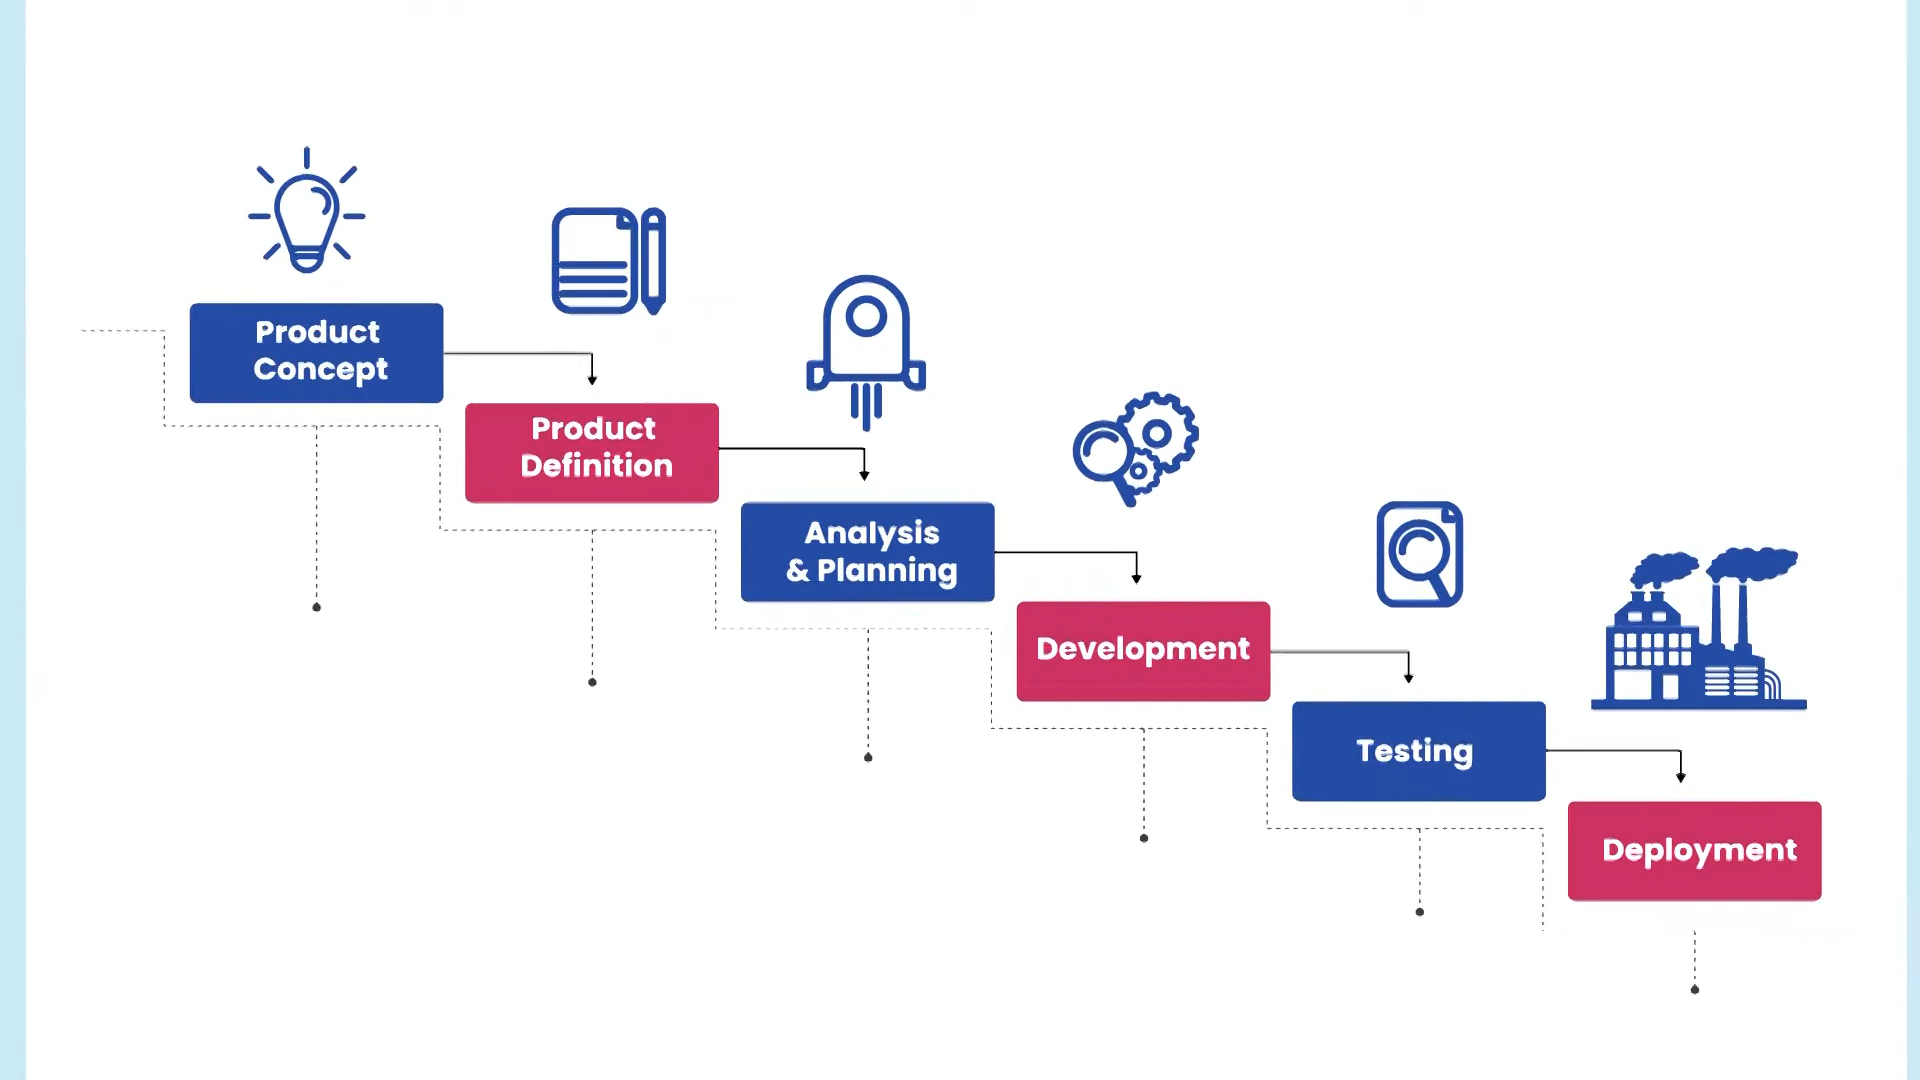 Product
Concept
Product
Definition
Analysis
& Planning
Development
Testing
Deployment